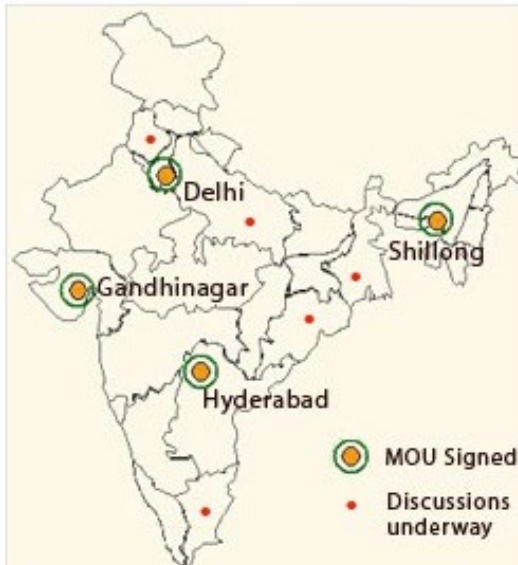 Delhi
Shillong
Gandhinagar
Hyderabad
MOU Signed
Discussions
underway